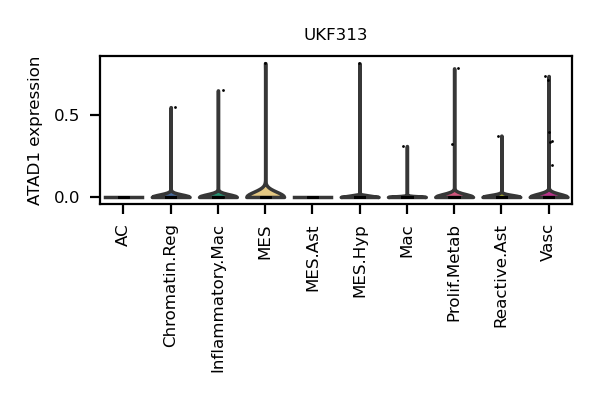 UKF313
ATAD1 expression
0.5
0.0
AC
Chromatin.Reg
Inflammatory.Mac
MES
MES.Ast
MES.Hyp
Mac
Prolif.Metab
Reactive.Ast
Vasc